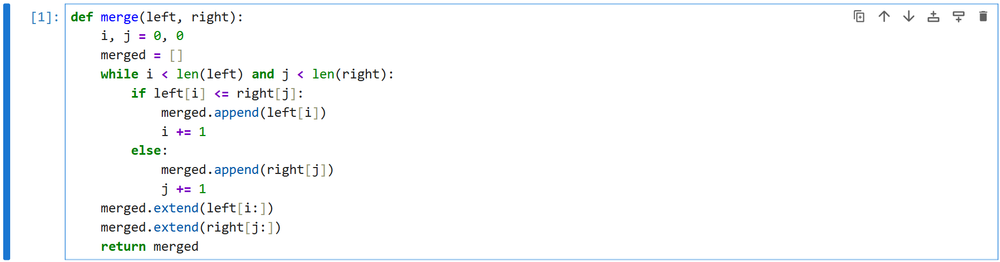 [1]: def merge(left, right):
    i, j = 0, 0
    merged = []
    while i < len(left) and j < len(right):
        if left[i] <= right[j]:
            merged.append(left[i])
            i += 1
        else:
            merged.append(right[j])
            j += 1
    merged.extend(left[i:])
    merged.extend(right[j:])
    return merged